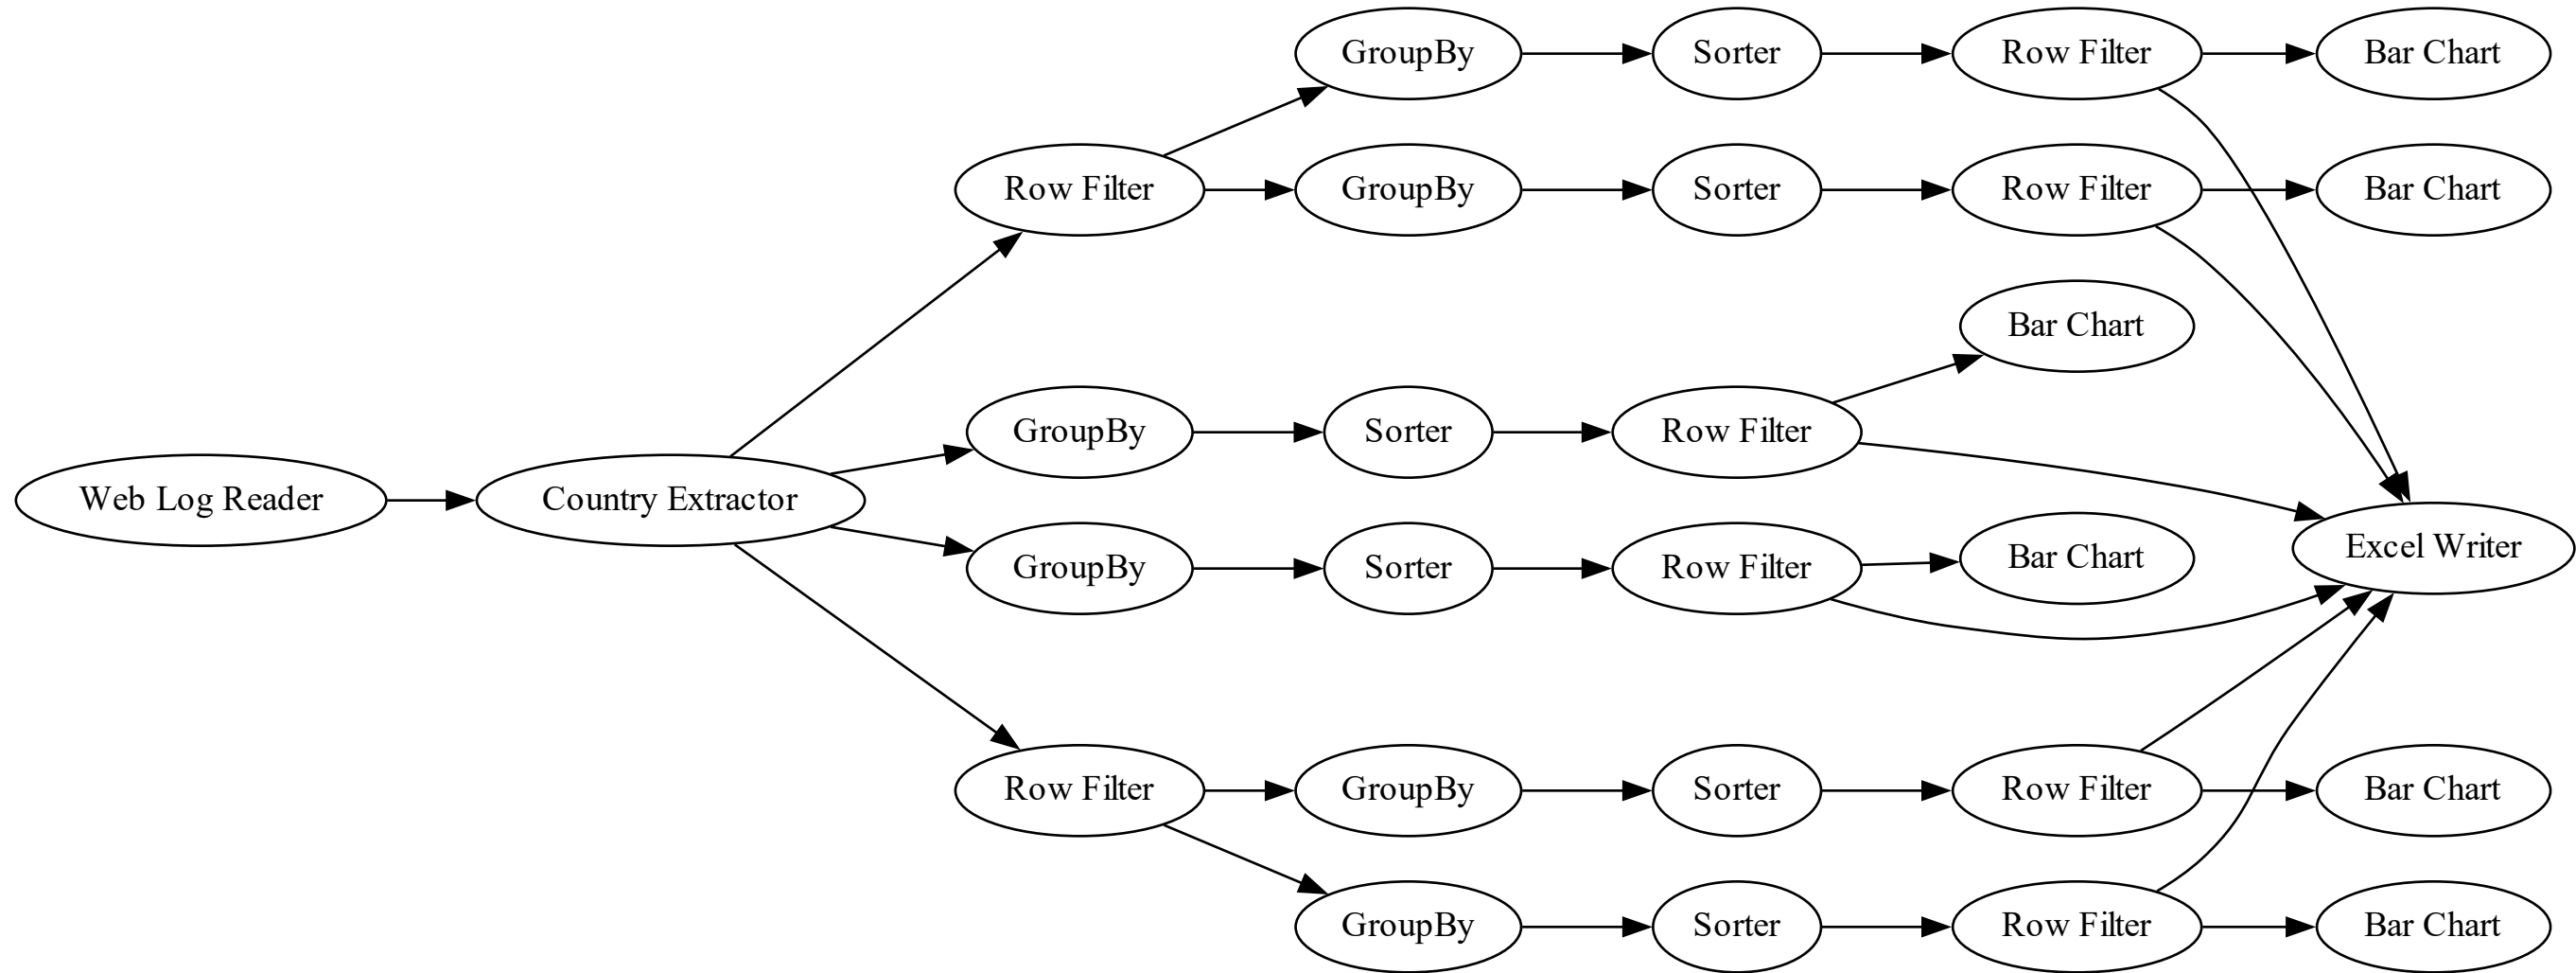 GroupBy
Sorter
Row Filter
Bar Chart
Row Filter
GroupBy
Sorter
Row Filter
Bar Chart
Bar Chart
GroupBy
Sorter
Row Filter
Web Log Reader
Country Extractor
Excel Writer
GroupBy
Sorter
Row Filter
Bar Chart
Row Filter
GroupBy
Sorter
Row Filter
Bar Chart
GroupBy
Sorter
Row Filter
Bar Chart